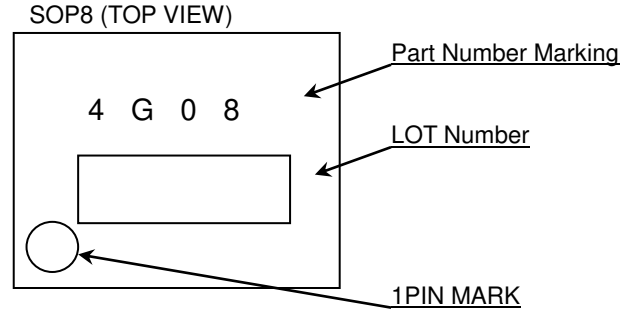 SOP8 (TOP VIEW)
Part Number Marking
4 G 0 8
LOT Number
1PIN MARK